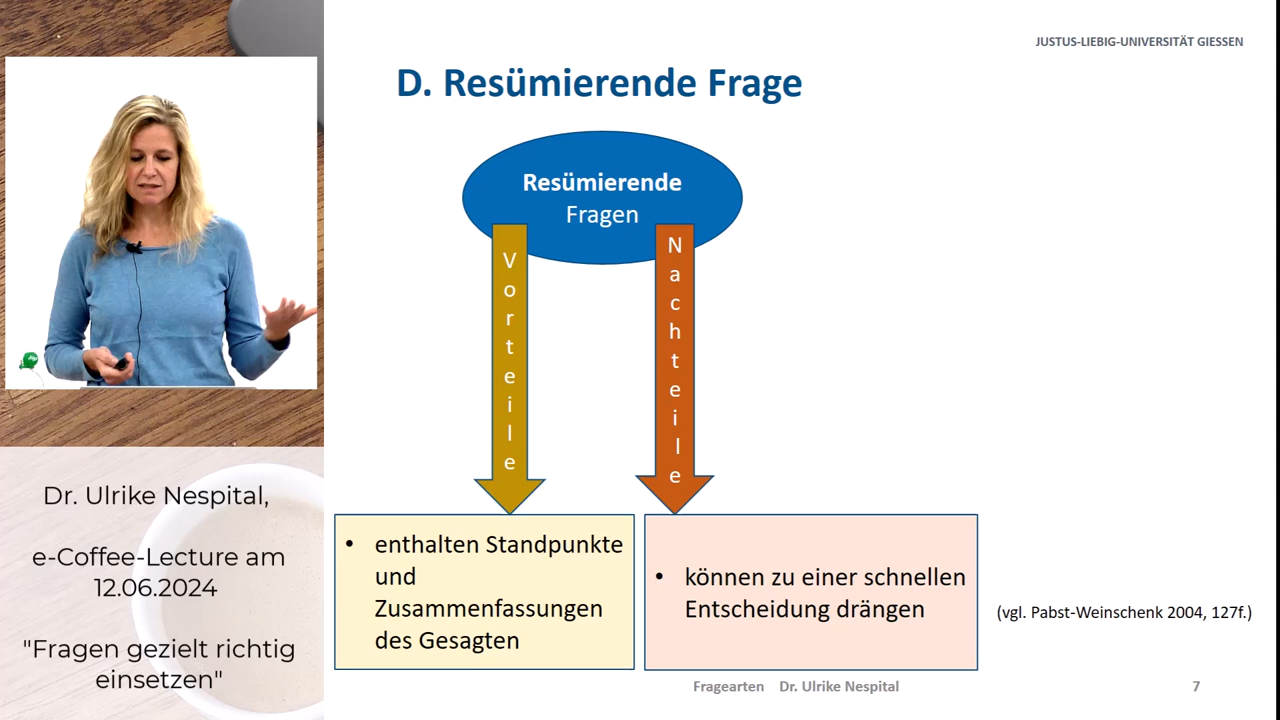 JUSTUS-LIEBIG-UNIVERSITÄT GIESSEN
D. Resümierende Frage
Resümierende
Fragen
Vorteile
Nachteile
• enthalten Standpunkte
und
Zusammenfassungen
des Gesagten
• können zu einer schnellen
Entscheidung drängen
(vgl. Pabst-Weinschenk 2004, 127f.)
Fragearten Dr. Ulrike Nespital
7
Dr. Ulrike Nespital,
e-Coffee-Lecture am
12.06.2024
"Fragen gezielt richtig
einsetzen"